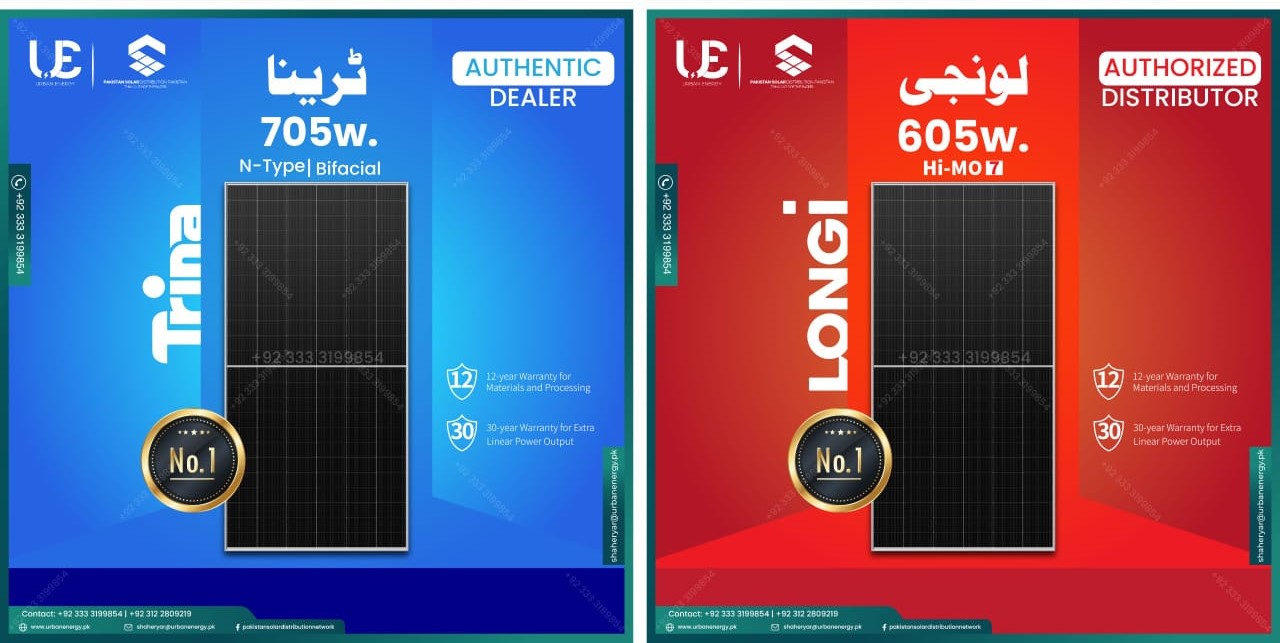 UE
URBAN ENERGY
PAKISTAN SOLAR DISTRIBUTION PAKISTAN
ٹرینا
705w.
N-Type| Bifacial
AUTHENTIC
DEALER
+92 333 3199854
Trina
+92 333 3199854
12
12-year Warranty for
Materials and Processing
30
30-year Warranty for Extra
Linear Power Output
No.1
shaheryar@urbanenergy.pk
Contact: +92 333 3199854 | +92 312 2809219
www.urbanenergy.pk
shaheryar@urbanenergy.pk
pakistansolardistributionnetwork
UE
URBAN ENERGY
PAKISTAN SOLAR DISTRIBUTION PAKISTAN
لونجی
605w.
Hi-MO 7
AUTHORIZED
DISTRIBUTOR
+92 333 3199854
LONGi
+92 333 3199854
12
12-year Warranty for
Materials and Processing
30
30-year Warranty for Extra
Linear Power Output
No.1
shaheryar@urbanenergy.pk
Contact: +92 333 3199854 | +92 312 2809219
www.urbanenergy.pk
shaheryar@urbanenergy.pk
pakistansolardistributionnetwork